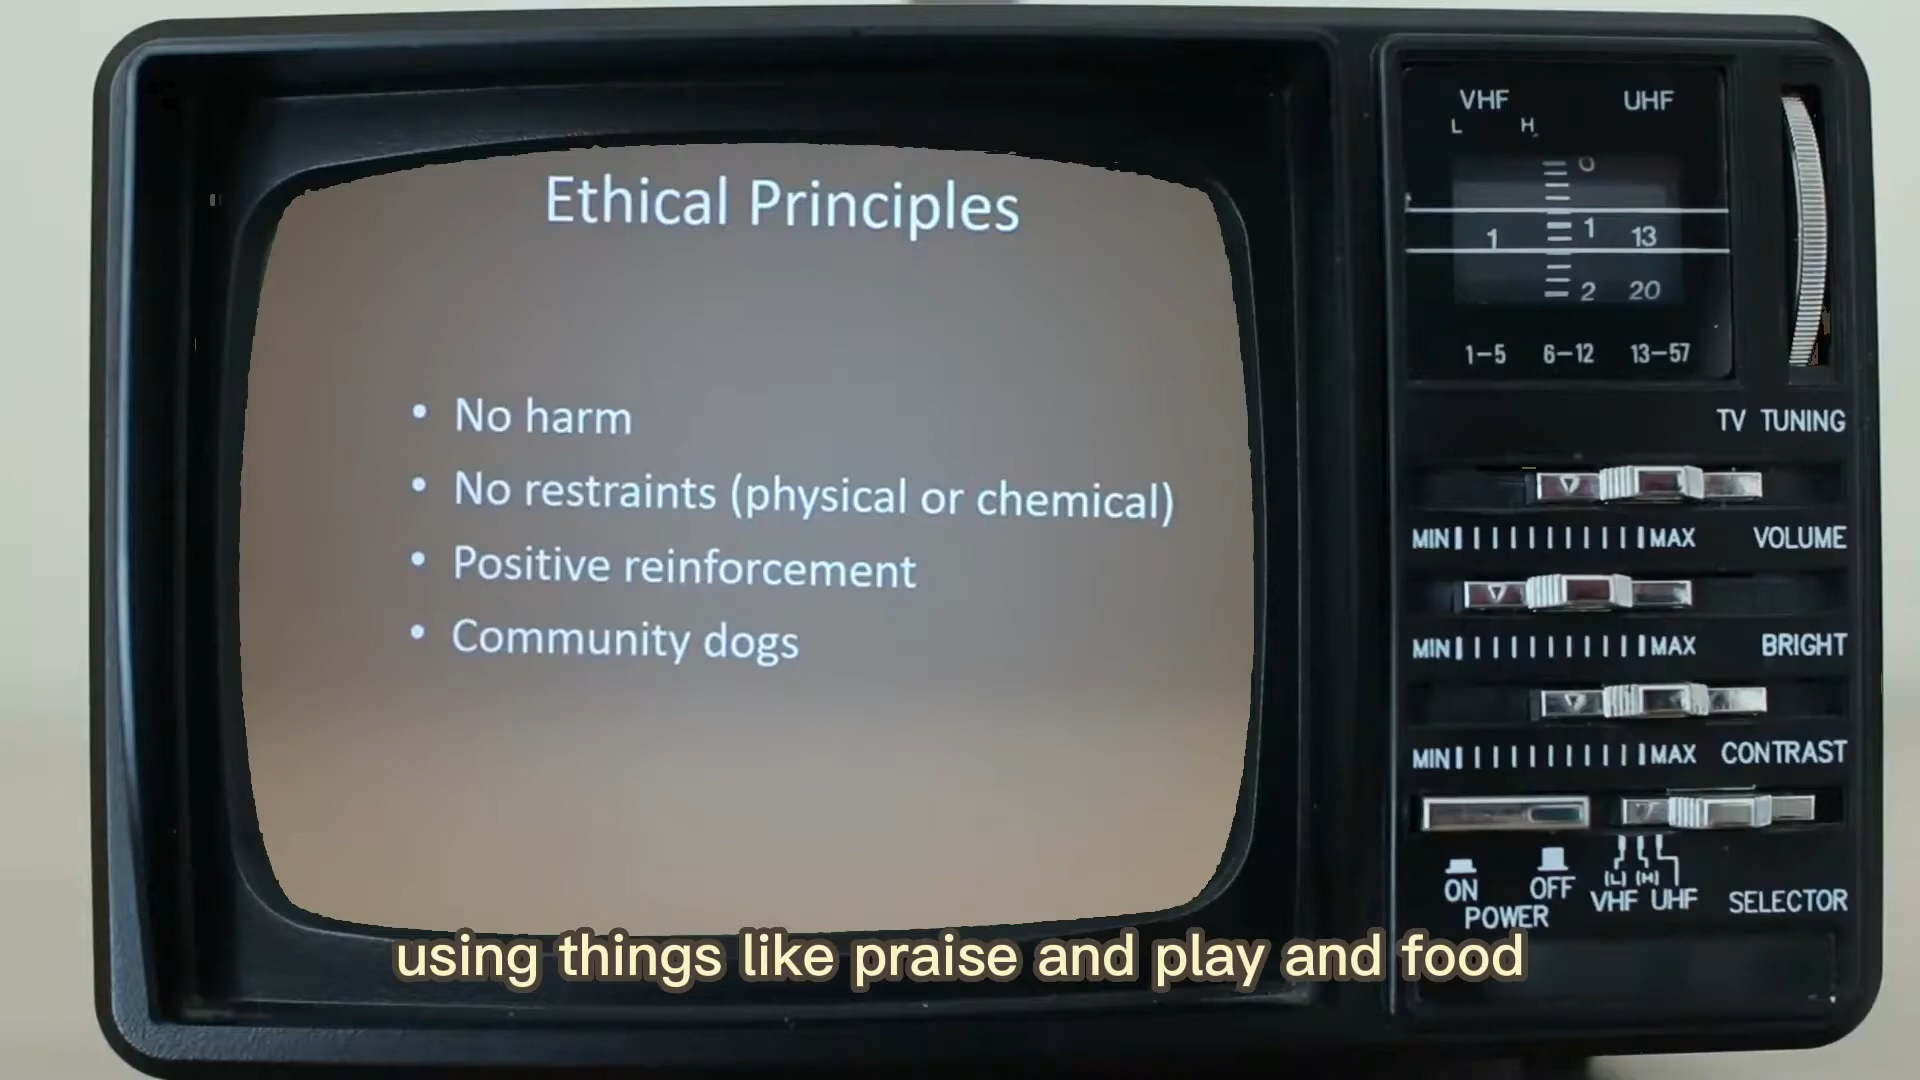 Ethical Principles
• No harm
• No restraints (physical or chemical)
• Positive reinforcement
• Community dogs
using things like praise and play and food
VHF UHF
L H
0
1 1 13
2 20
1-5 6-12 13-57
TV TUNING
MIN MAX VOLUME
MIN MAX BRIGHT
MIN MAX CONTRAST
ON OFF
POWER
(L) (H)
VHF UHF
SELECTOR